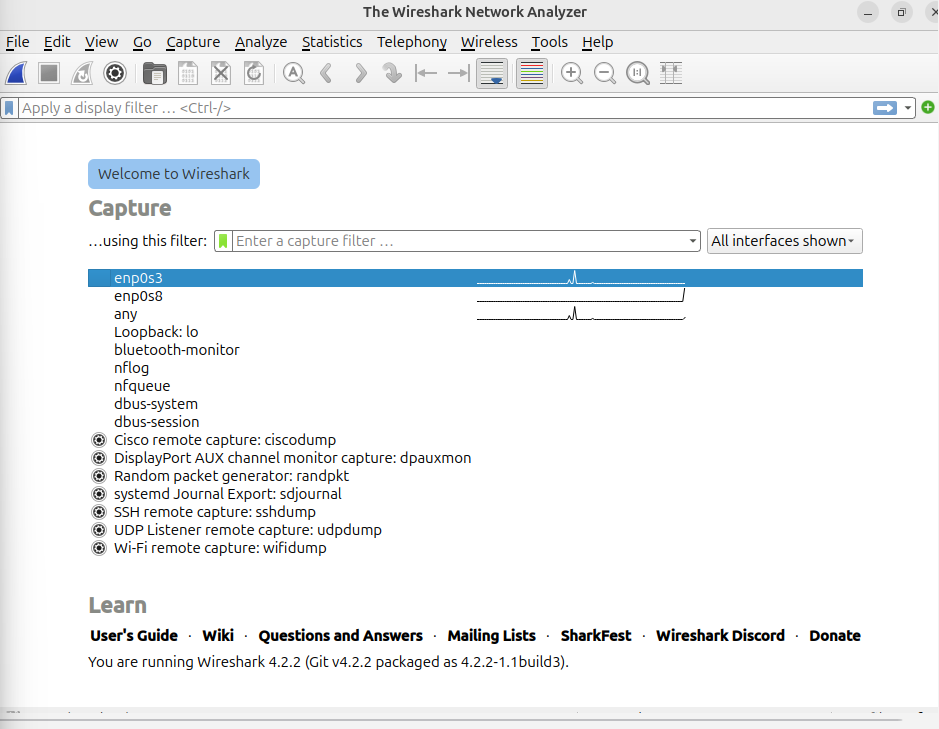 The Wireshark Network Analyzer
File Edit View Go Capture Analyze Statistics Telephony Wireless Tools Help
Apply a display filter … <Ctrl-/>
Welcome to Wireshark
Capture
…using this filter: Enter a capture filter … All interfaces shown
enp0s3
enp0s8
any
Loopback: lo
bluetooth-monitor
nflog
nfqueue
dbus-system
dbus-session
Cisco remote capture: ciscodump
DisplayPort AUX channel monitor capture: dpauxmon
Random packet generator: randpkt
systemd Journal Export: sdjournal
SSH remote capture: sshdump
UDP Listener remote capture: udpdump
Wi-Fi remote capture: wifidump
Learn
User's Guide · Wiki · Questions and Answers · Mailing Lists · SharkFest · Wireshark Discord · Donate
You are running Wireshark 4.2.2 (Git v4.2.2 packaged as 4.2.2-1.1build3).